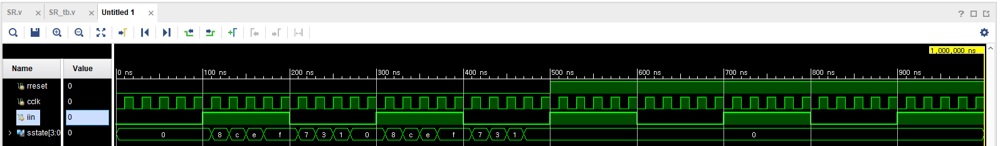 SR.v × SR_tb.v × Untitled 1 ×
?
1,000,000 ns
Name Value
0 ns 100 ns 200 ns 300 ns 400 ns 500 ns 600 ns 700 ns 800 ns 900 ns
rreset 0
cclk 0
iin 0
sstate[3:0 0 0 8 c e f 7 3 1 0 8 c e f 7 3 1 0